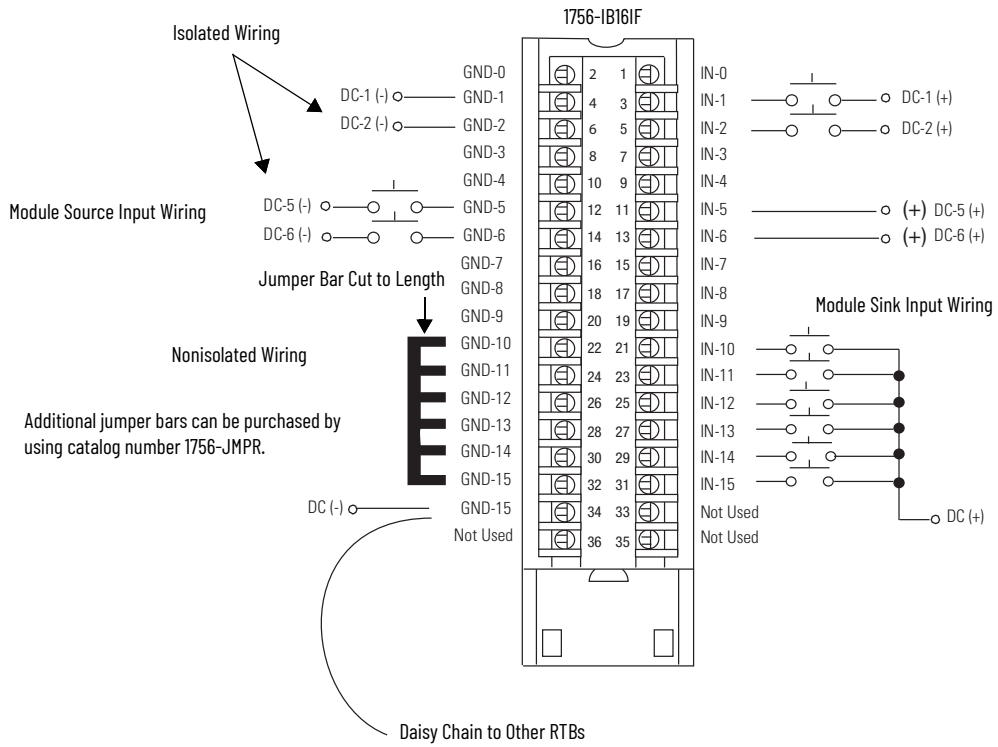 1756-IB16IF
Isolated Wiring
GND-0 2 1 IN-0
DC-1 (-) GND-1 4 3 IN-1 DC-1 (+)
DC-2 (-) GND-2 6 5 IN-2 DC-2 (+)
GND-3 8 7 IN-3
GND-4 10 9 IN-4
Module Source Input Wiring
DC-5 (-) GND-5 12 11 IN-5 (+) DC-5 (+)
DC-6 (-) GND-6 14 13 IN-6 (+) DC-6 (+)
GND-7 16 15 IN-7
Jumper Bar Cut to Length
GND-8 18 17 IN-8
Module Sink Input Wiring
GND-9 20 19 IN-9
GND-10 22 21 IN-10
Nonisolated Wiring
GND-11 24 23 IN-11
GND-12 26 25 IN-12
Additional jumper bars can be purchased by
using catalog number 1756-JMPR.
GND-13 28 27 IN-13
GND-14 30 29 IN-14
GND-15 32 31 IN-15
DC (-) GND-15 34 33 Not Used
DC (+)
Not Used 36 35 Not Used
Daisy Chain to Other RTBs